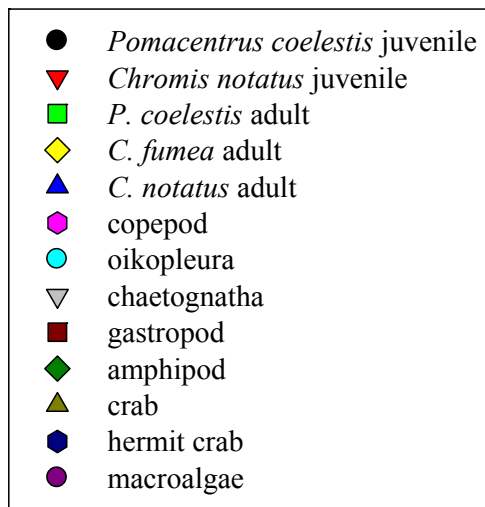 Pomacentrus coelestis juvenile
Chromis notatus juvenile
P. coelestis adult
C. fumea adult
C. notatus adult
copepod
oikopleura
chaetognatha
gastropod
amphipod
crab
hermit crab
macroalgae